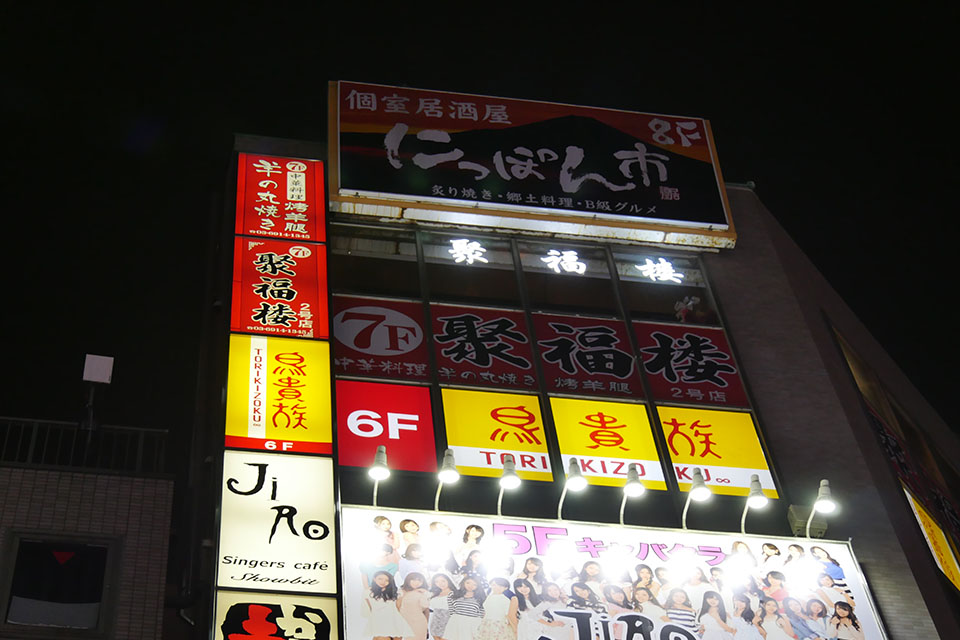 個室居酒屋
8F
にっぽん市
炙り焼き・郷土料理・B級グルメ
7F
中華料理
羊の丸焼き
烤羊腿
☎03-6914-1345
7F
聚福楼
2号店
聚福楼
7F
中華料理
聚福楼
羊の丸焼き
烤羊腿
2号店
TORIKIZOKU∞
鳥貴族
6F
6F
鳥貴族
TORIKIZOKU∞
JiRO
Singers café
Showbit
5F キャバクラ
JiRO